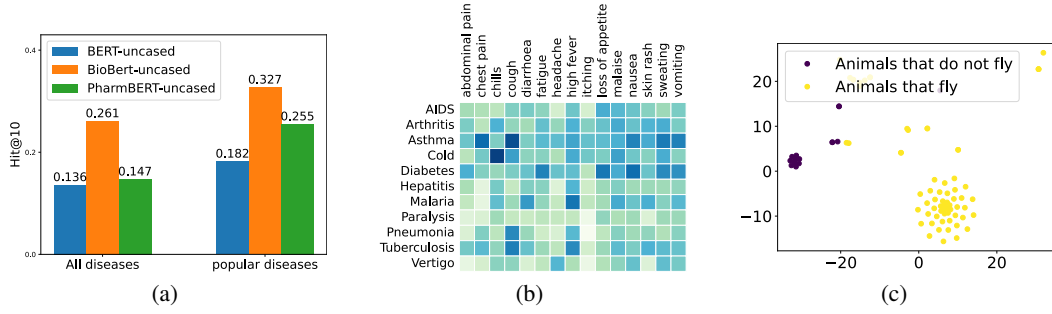 0.4
0.2
0.0
Hit@10
BERT-uncased
BioBert-uncased
PharmBERT-uncased
0.136
0.261
0.147
0.182
0.327
0.255
All diseases
popular diseases
(a)
abdominal pain
chest pain
chills
cough
diarrhoea
fatigue
headache
high fever
itching
loss of appetite
malaise
nausea
skin rash
sweating
vomiting
AIDS
Arthritis
Asthma
Cold
Diabetes
Hepatitis
Malaria
Paralysis
Pneumonia
Tuberculosis
Vertigo
(b)
Animals that do not fly
Animals that fly
20
10
0
−10
−20
0
20
(c)